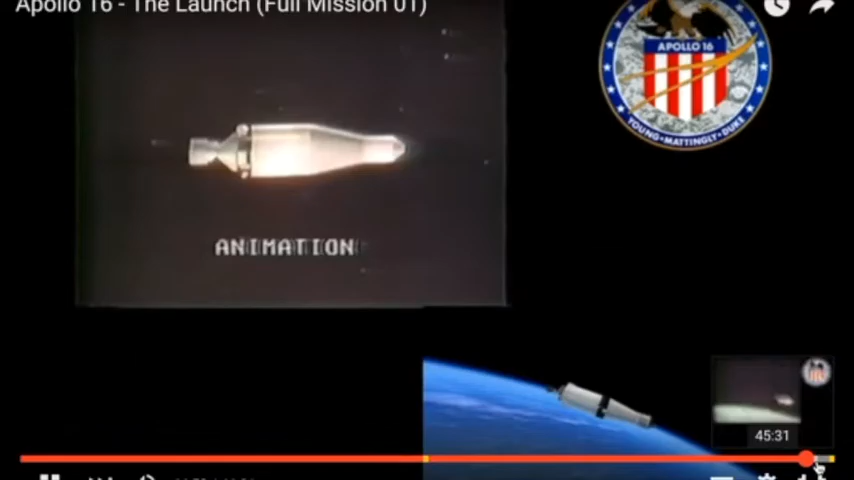 Apollo 16 - The Launch (Full Mission 01)
APOLLO 16
YOUNG•MATTINGLY•DUKE
ANIMATION
45:31